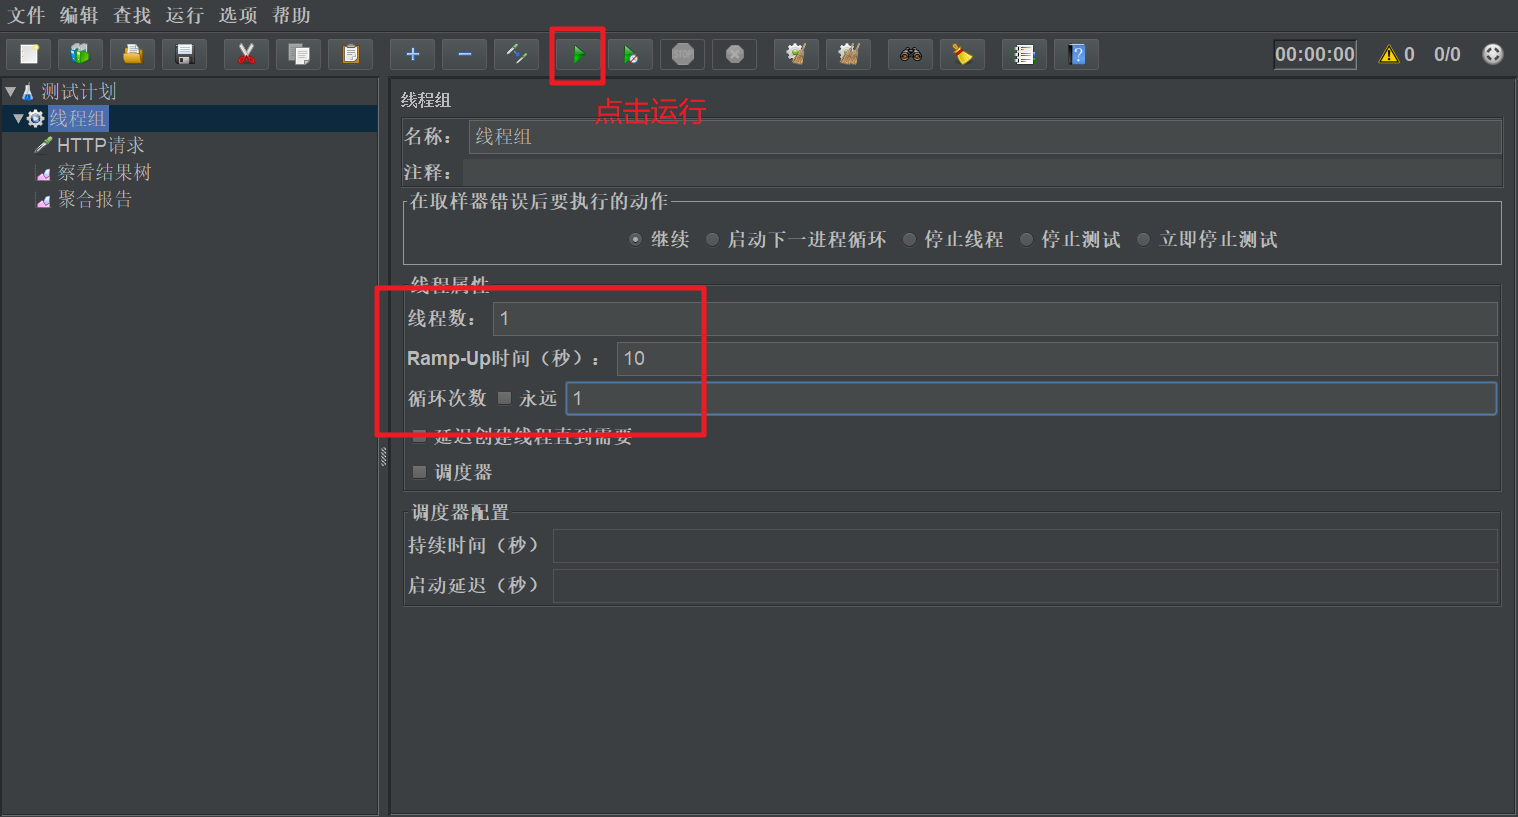 文件 编辑 查找 运行 选项 帮助
STOP
?
00:00:00
0
0/0
点击运行
测试计划
线程组
HTTP请求
察看结果树
聚合报告
线程组
名称： 线程组
注释：
在取样器错误后要执行的动作
继续 启动下一进程循环 停止线程 停止测试 立即停止测试
线程属性
线程数： 1
Ramp-Up时间（秒）： 10
循环次数 永远 1
延迟创建线程直到需要
调度器
调度器配置
持续时间（秒）
启动延迟（秒）